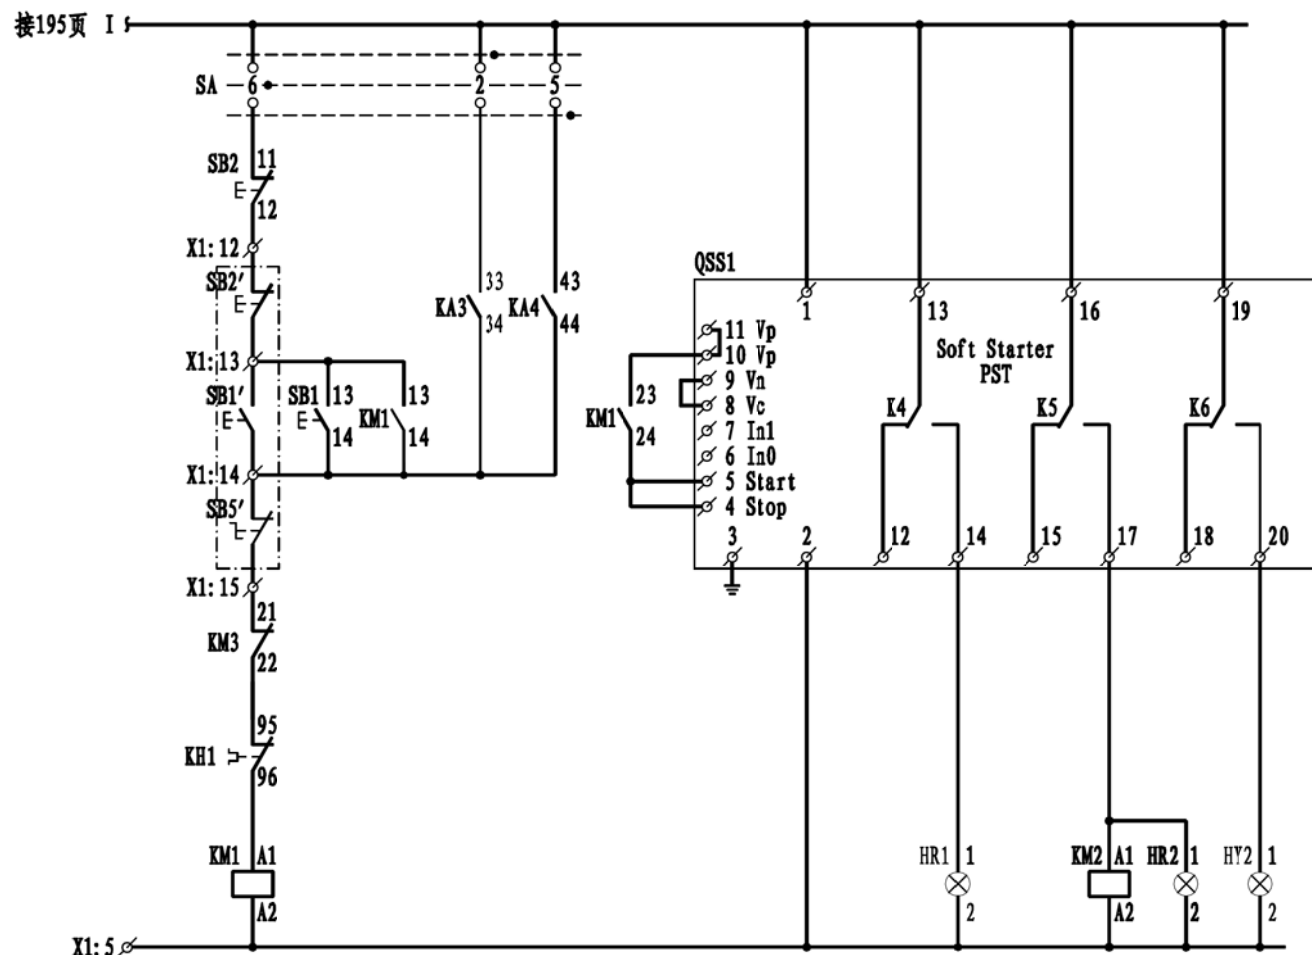 接195页 I
SA 6 2 5
SB2 11
12
X1:12
SB2′
33 43
KA3 KA4
34 44
X1:13
SB1′ SB1 13 KM1 13
14 14
X1:14
SB5′
X1:15
21
KM3
22
95
KH1
96
KM1 A1
A2
X1:5
QSS1
1 13 16 19
11 Vp
10 Vp
9 Vn
8 Vc
7 In1
6 In0
5 Start
4 Stop
Soft Starter
PST
23
KM1
24
K4 K5 K6
3 2 12 14 15 17 18 20
HR1 1 KM2 A1 HR2 1 HY2 1
2 A2 2 2